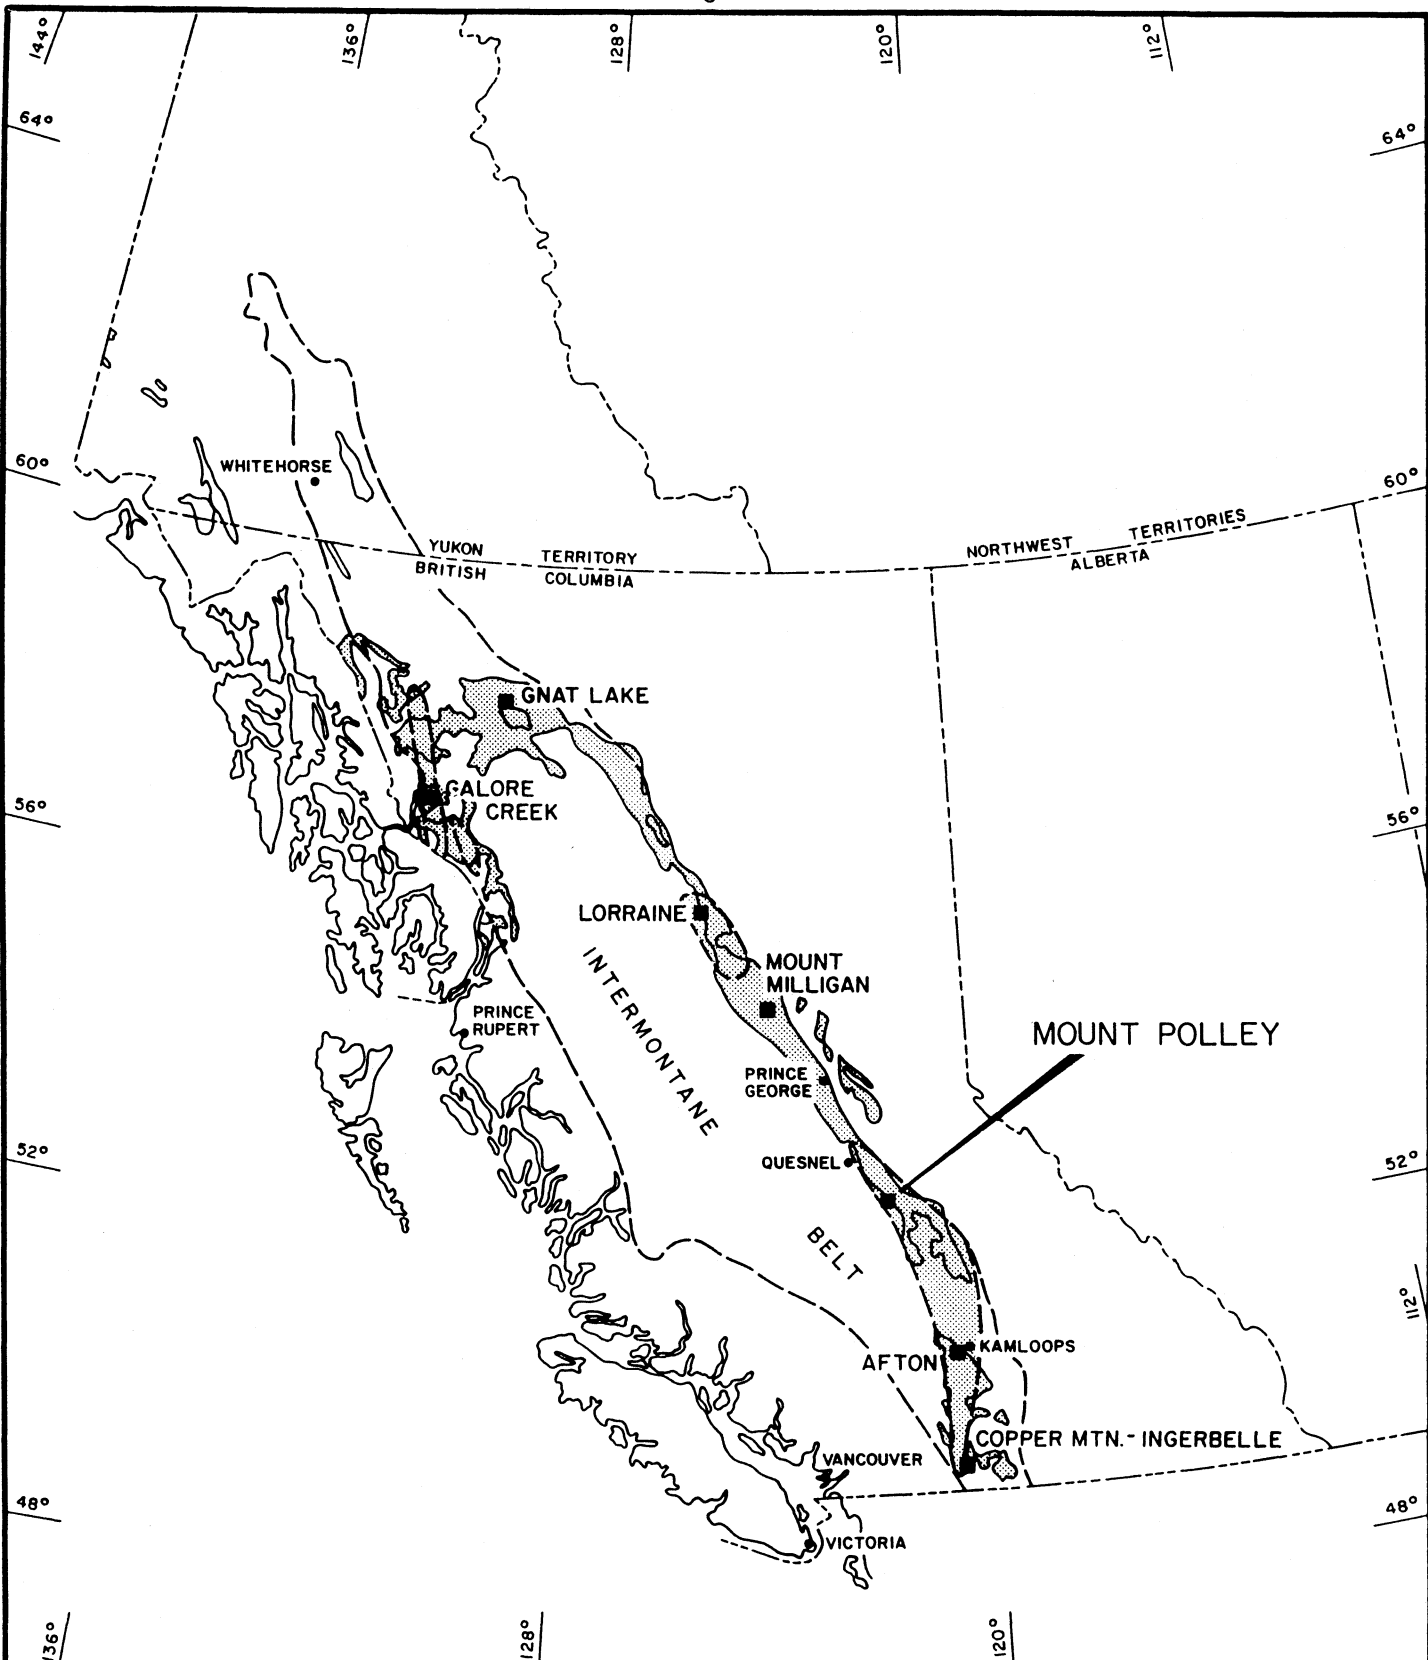 144°
136°
128°
120°
112°
64°
64°
60°
WHITEHORSE
60°
YUKON TERRITORY
BRITISH COLUMBIA
NORTHWEST TERRITORIES
ALBERTA
GNAT LAKE
GALORE
CREEK
56°
56°
LORRAINE
INTERMONTANE
MOUNT
MILLIGAN
PRINCE
RUPERT
MOUNT POLLEY
PRINCE
GEORGE
52°
QUESNEL
52°
BELT
112°
KAMLOOPS
AFTON
COPPER MTN.-INGERBELLE
VANCOUVER
48°
48°
VICTORIA
136°
128°
120°